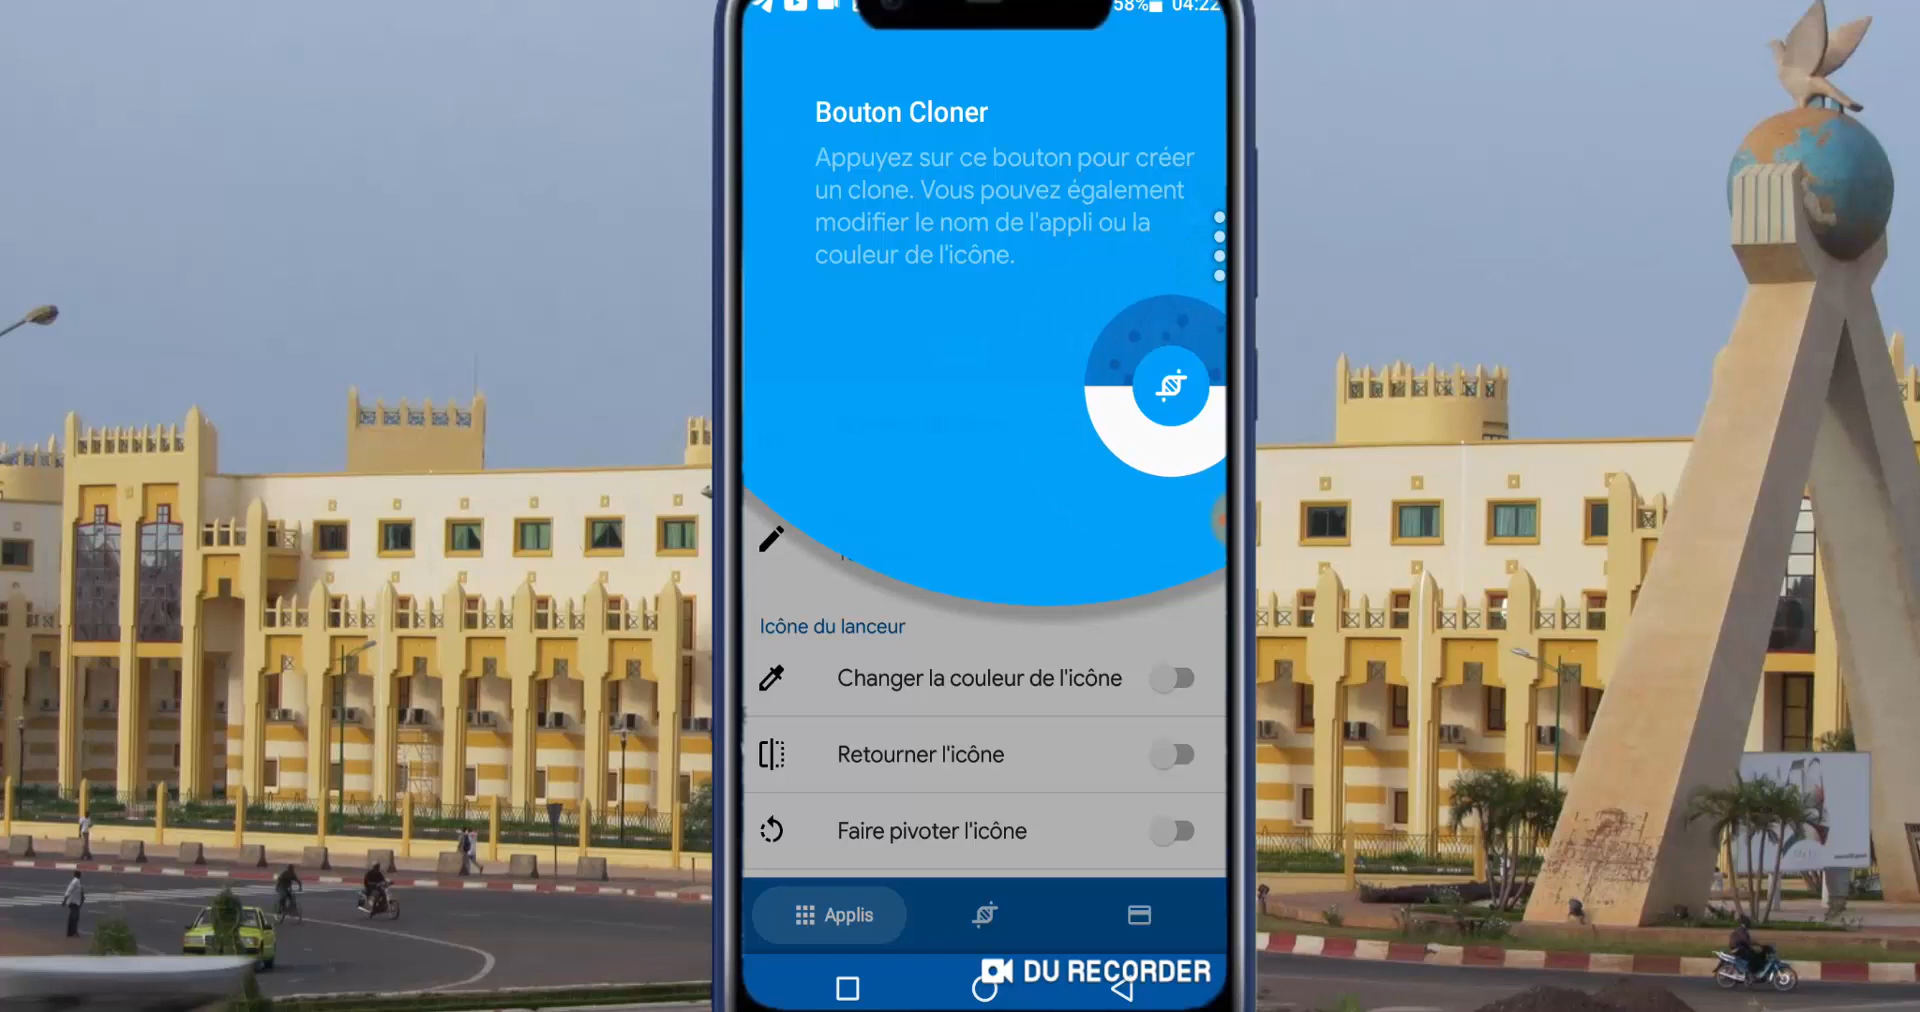 58% 04:22
Bouton Cloner
Appuyez sur ce bouton pour créer
un clone. Vous pouvez également
modifier le nom de l'appli ou la
couleur de l'icône.
Icône du lanceur
Changer la couleur de l'icône
Retourner l'icône
Faire pivoter l'icône
Applis
DU RECORDER